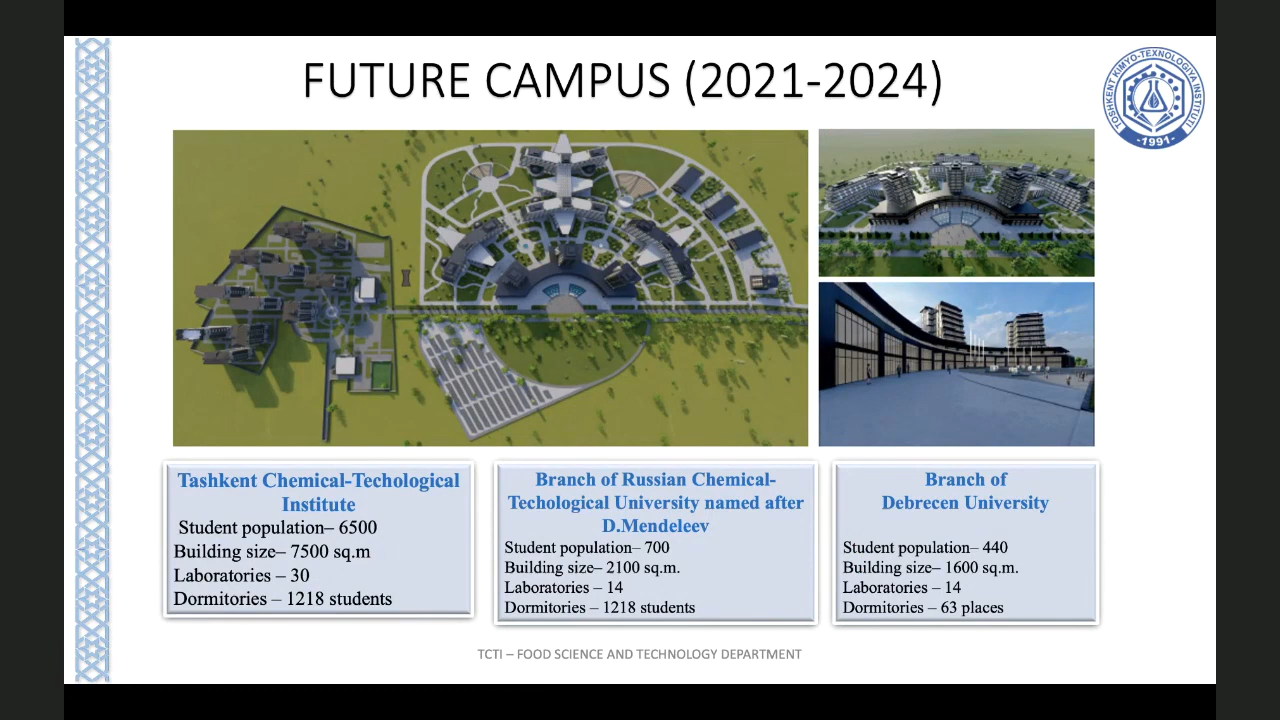 FUTURE CAMPUS (2021-2024)
TOSHKENT KIMYO-TEXNOLOGIYA INSTITUTI
-1991-
Tashkent Chemical-Techological
Institute
Student population– 6500
Building size– 7500 sq.m
Laboratories – 30
Dormitories – 1218 students
Branch of Russian Chemical-
Techological University named after
D.Mendeleev
Student population– 700
Building size– 2100 sq.m.
Laboratories – 14
Dormitories – 1218 students
Branch of
Debrecen University
Student population– 440
Building size– 1600 sq.m.
Laboratories – 14
Dormitories – 63 places
TCTI – FOOD SCIENCE AND TECHNOLOGY DEPARTMENT